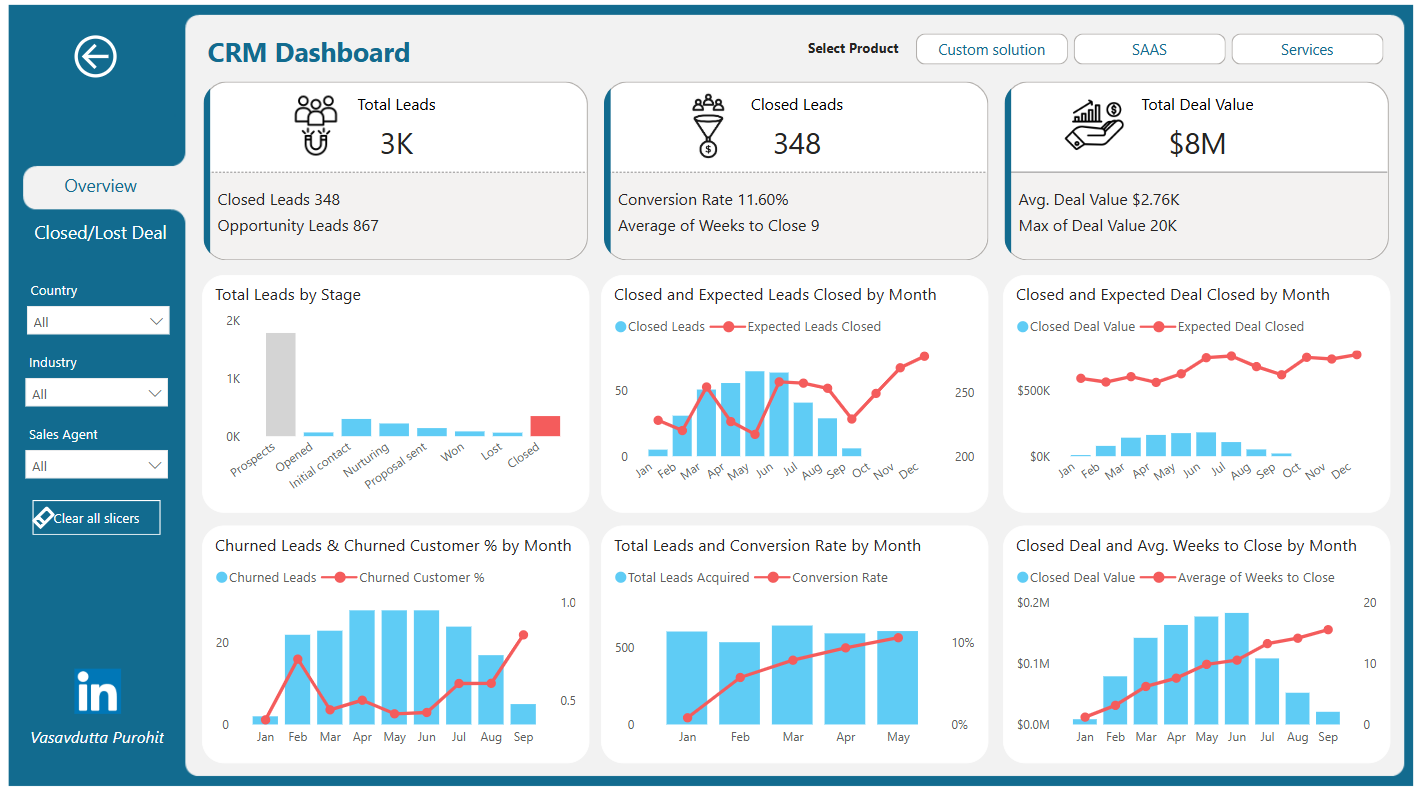 CRM Dashboard
Select Product
Custom solution
SAAS
Services
Overview
Closed/Lost Deal
Country
All
Industry
All
Sales Agent
All
Clear all slicers
in
Vasavdutta Purohit
Total Leads
3K
Closed Leads 348
Opportunity Leads 867
$
Closed Leads
348
Conversion Rate 11.60%
Average of Weeks to Close 9
$
Total Deal Value
$8M
Avg. Deal Value $2.76K
Max of Deal Value 20K
Total Leads by Stage
2K
1K
0K
Prospects
Opened
Initial contact
Nurturing
Proposal sent
Won
Lost
Closed
Closed and Expected Leads Closed by Month
Closed Leads
Expected Leads Closed
50
0
250
200
Jan
Feb
Mar
Apr
May
Jun
Jul
Aug
Sep
Oct
Nov
Dec
Closed and Expected Deal Closed by Month
Closed Deal Value
Expected Deal Closed
$500K
$0K
Jan
Feb
Mar
Apr
May
Jun
Jul
Aug
Sep
Oct
Nov
Dec
Churned Leads & Churned Customer % by Month
Churned Leads
Churned Customer %
20
0
1.0
0.5
Jan
Feb
Mar
Apr
May
Jun
Jul
Aug
Sep
Total Leads and Conversion Rate by Month
Total Leads Acquired
Conversion Rate
500
0
10%
0%
Jan
Feb
Mar
Apr
May
Closed Deal and Avg. Weeks to Close by Month
Closed Deal Value
Average of Weeks to Close
$0.2M
$0.1M
$0.0M
20
10
0
Jan
Feb
Mar
Apr
May
Jun
Jul
Aug
Sep